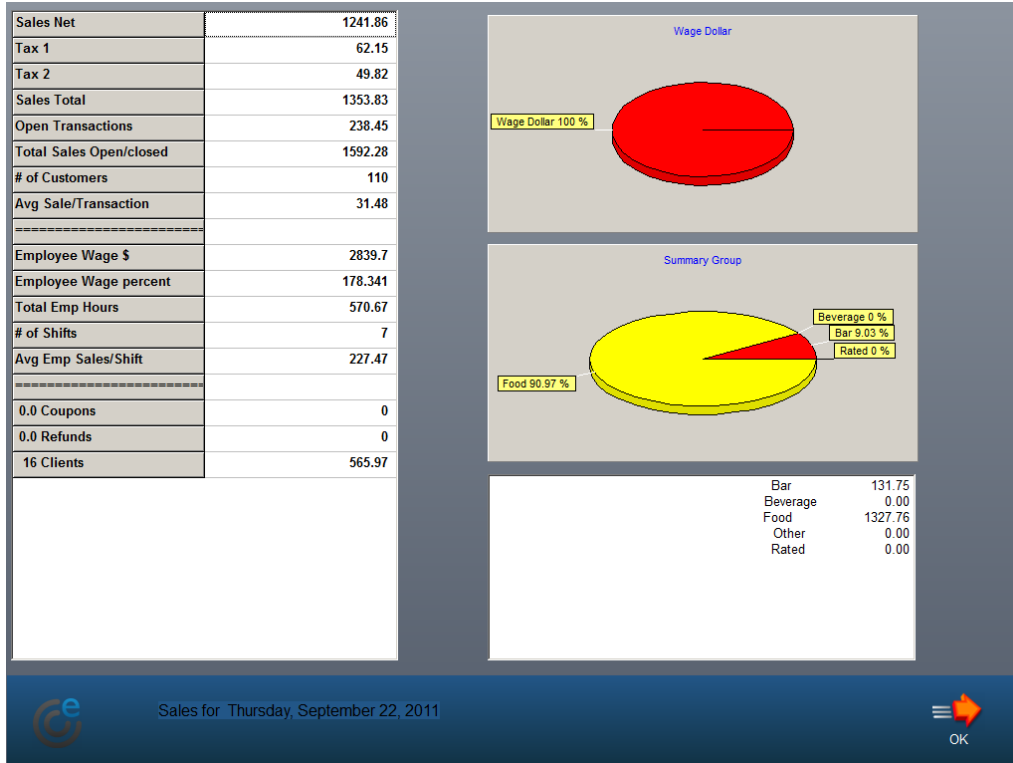 Sales Net 1241.86
Tax 1 62.15
Tax 2 49.82
Sales Total 1353.83
Open Transactions 238.45
Total Sales Open/closed 1592.28
# of Customers 110
Avg Sale/Transaction 31.48
========================
Employee Wage $ 2839.7
Employee Wage percent 178.341
Total Emp Hours 570.67
# of Shifts 7
Avg Emp Sales/Shift 227.47
========================
0.0 Coupons 0
0.0 Refunds 0
16 Clients 565.97
Wage Dollar
Wage Dollar 100 %
Summary Group
Beverage 0 %
Bar 9.03 %
Rated 0 %
Food 90.97 %
Bar 131.75
Beverage 0.00
Food 1327.76
Other 0.00
Rated 0.00
e
Sales for Thursday, September 22, 2011
OK